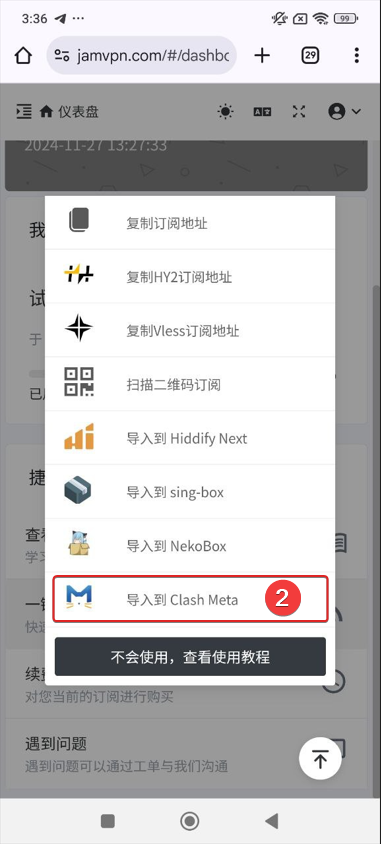 3:36
99
jamvpn.com/#/dashbo
29
仪表盘
2024-11-27 13:27:33
我
复制订阅地址
试
复制HY2订阅地址
于
复制Vless订阅地址
已用
扫描二维码订阅
导入到 Hiddify Next
捷
导入到 sing-box
查看
学习
导入到 NekoBox
一键
导入到 Clash Meta
2
快速
不会使用，查看使用教程
续费
对您当前的订阅进行购买
遇到问题
遇到问题可以通过工单与我们沟通